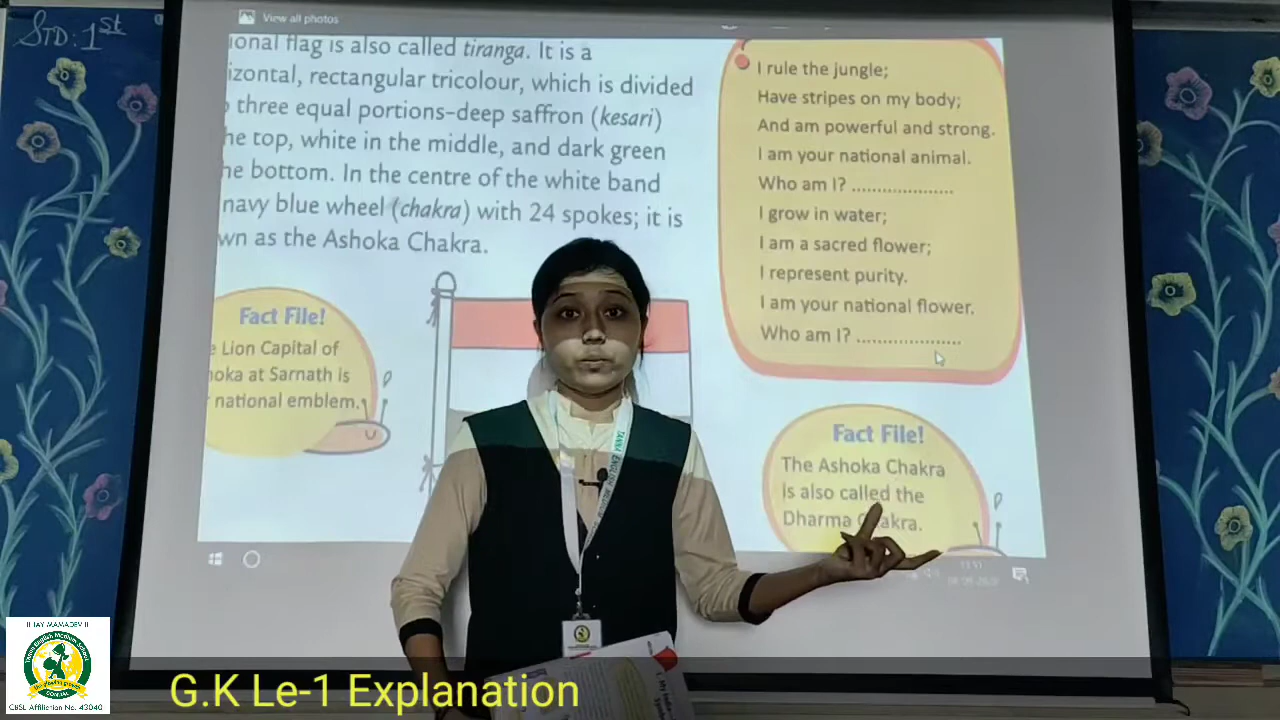 STD: 1st
View all photos
ional flag is also called tiranga. It is a
izontal, rectangular tricolour, which is divided
three equal portions–deep saffron (kesari)
he top, white in the middle, and dark green
he bottom. In the centre of the white band
navy blue wheel (chakra) with 24 spokes; it is
wn as the Ashoka Chakra.
Fact File!
e Lion Capital of
hoka at Sarnath is
national emblem.
I rule the jungle;
Have stripes on my body;
And am powerful and strong.
I am your national animal.
Who am I? ....................
I grow in water;
I am a sacred flower;
I represent purity.
I am your national flower.
Who am I? ....................
Fact File!
The Ashoka Chakra
is also called the
Dharma Chakra.
II JAY MAMADEV II
CBSE Affiliation No. 43040
G.K Le-1 Explanation